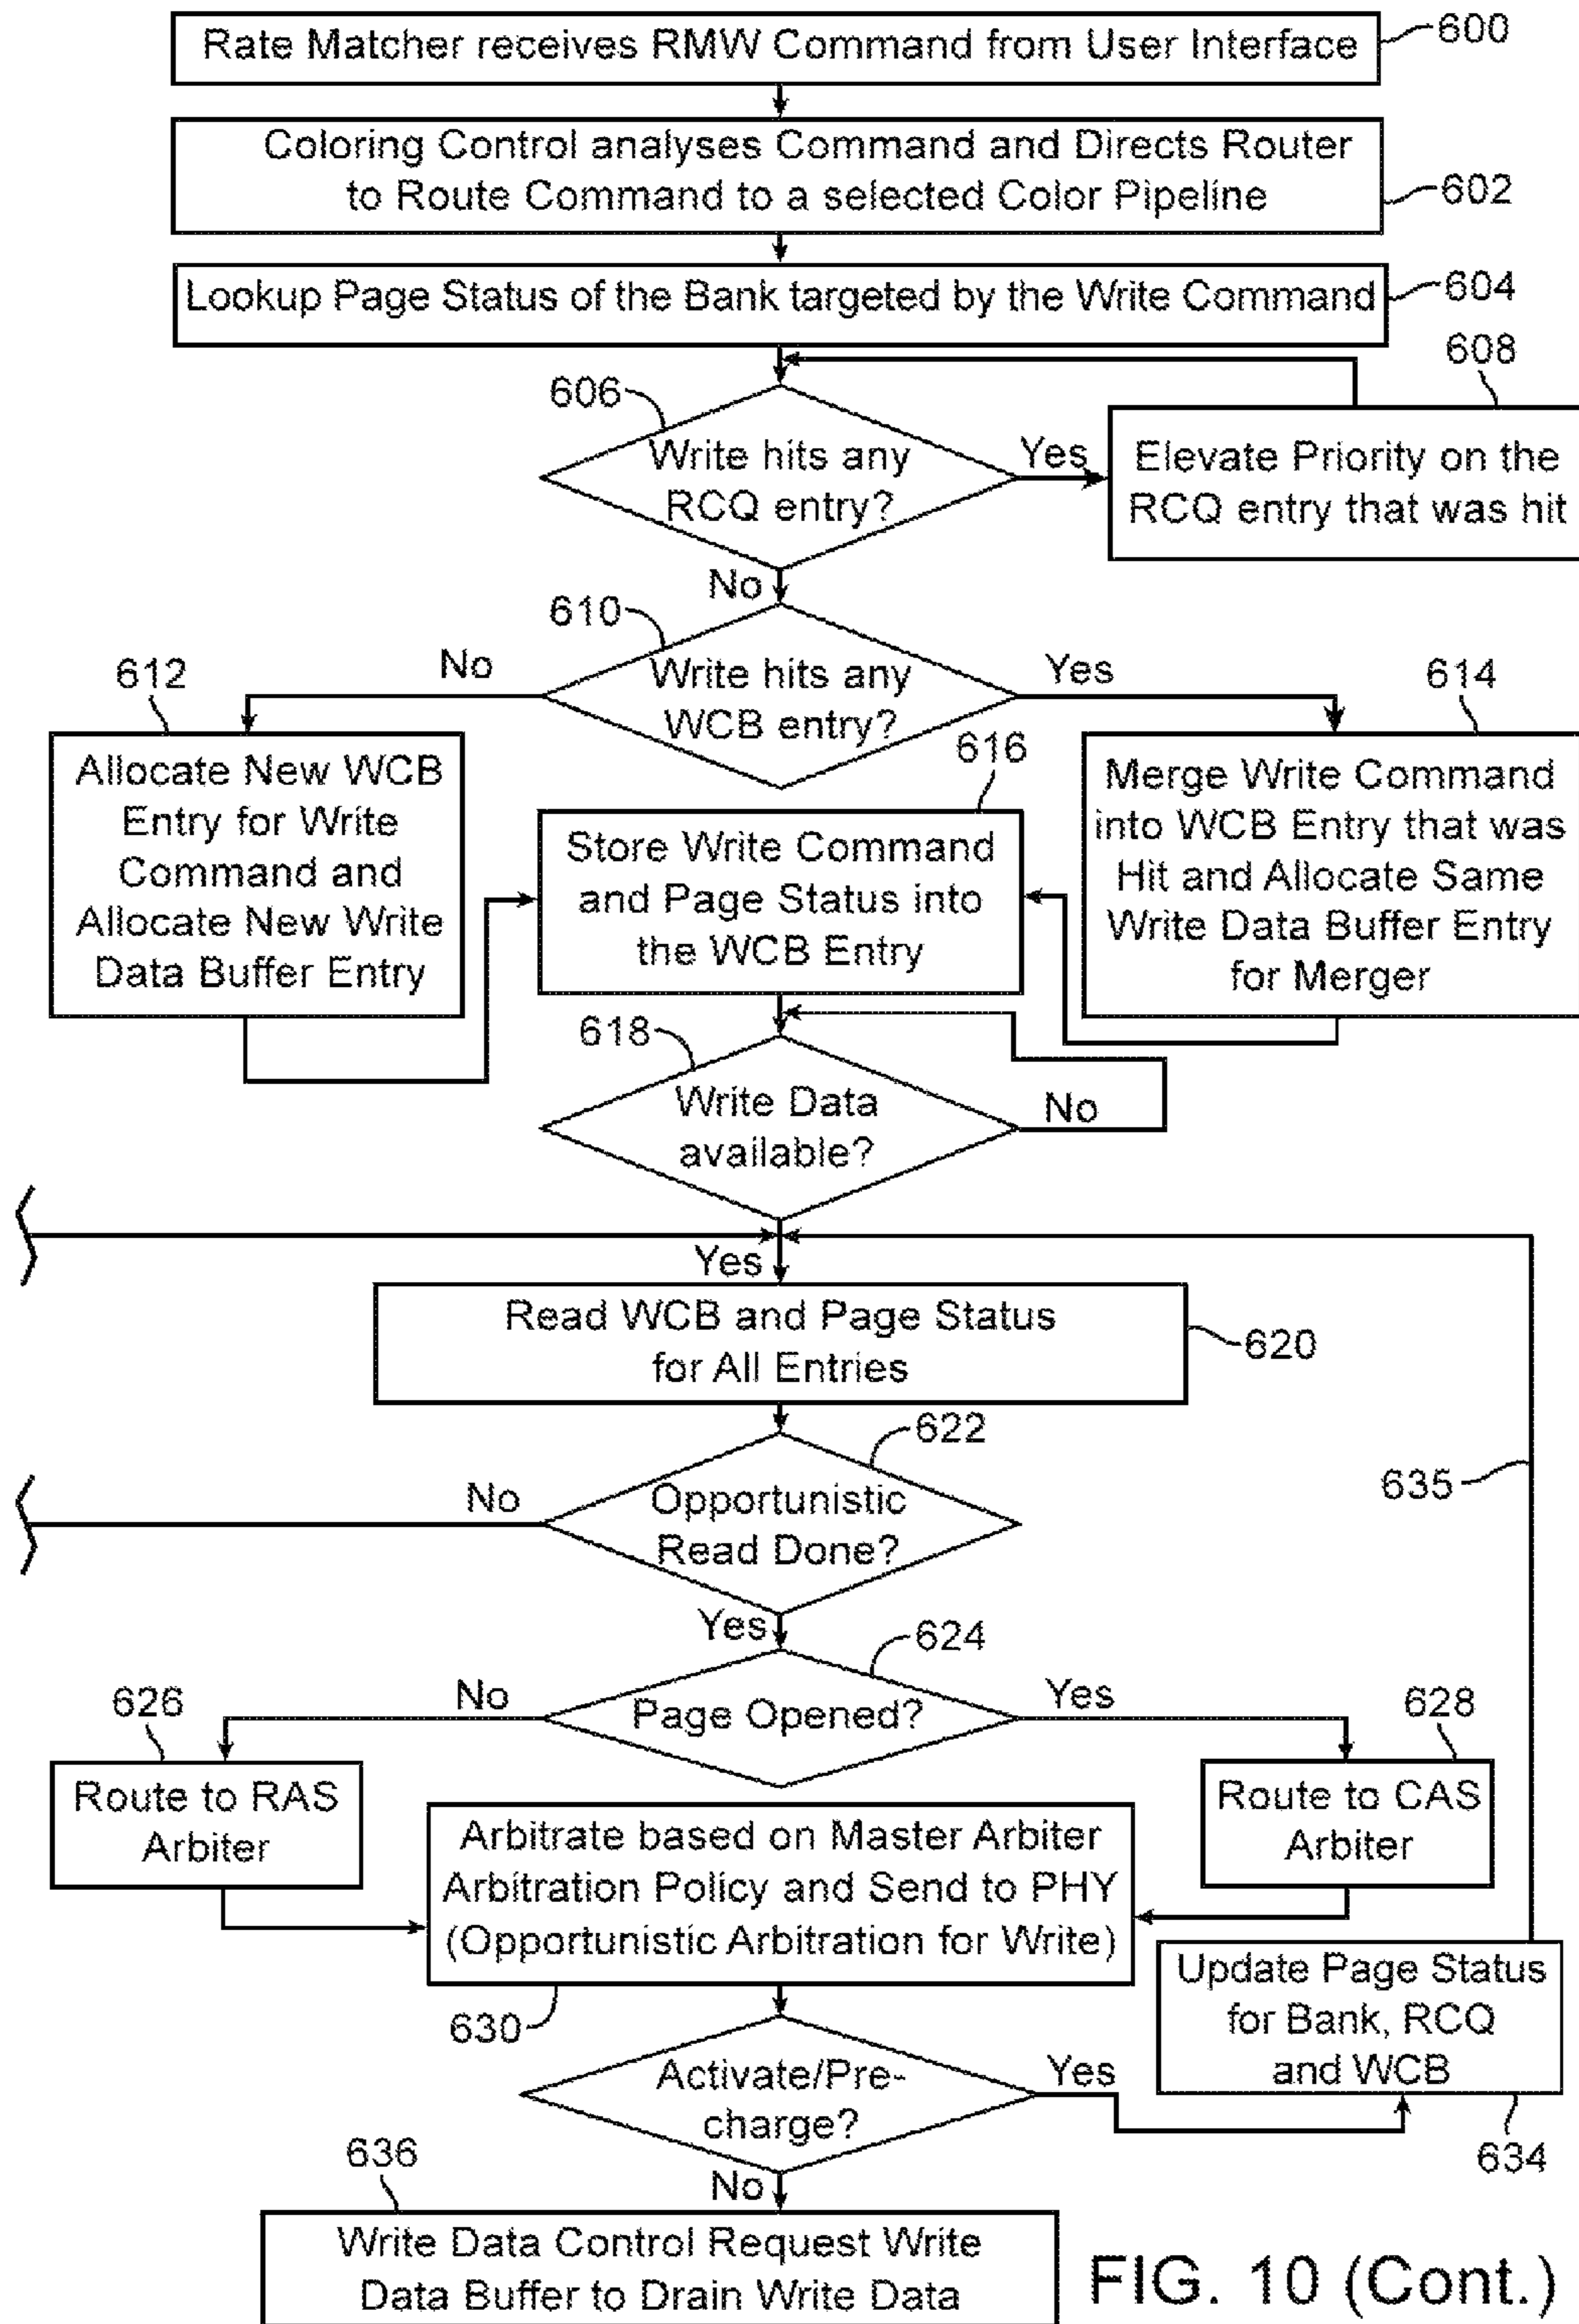 Rate Matcher receives RMW Command from User Interface
600
Coloring Control analyses Command and Directs Router
to Route Command to a selected Color Pipeline
602
Lookup Page Status of the Bank targeted by the Write Command
604
606
Write hits any
RCQ entry?
Yes
608
Elevate Priority on the
RCQ entry that was hit
No
610
Write hits any
WCB entry?
No
Yes
612
Allocate New WCB
Entry for Write
Command and
Allocate New Write
Data Buffer Entry
614
Merge Write Command
into WCB Entry that was
Hit and Allocate Same
Write Data Buffer Entry
for Merger
616
Store Write Command
and Page Status into
the WCB Entry
618
Write Data
available?
No
Yes
Read WCB and Page Status
for All Entries
620
622
Opportunistic
Read Done?
No
635
Yes
624
Page Opened?
No
Yes
626
Route to RAS
Arbiter
628
Route to CAS
Arbiter
Arbitrate based on Master Arbiter
Arbitration Policy and Send to PHY
(Opportunistic Arbitration for Write)
630
Activate/Pre-
charge?
Yes
Update Page Status
for Bank, RCQ
and WCB
634
No
636
Write Data Control Request Write
Data Buffer to Drain Write Data
FIG. 10 (Cont.)